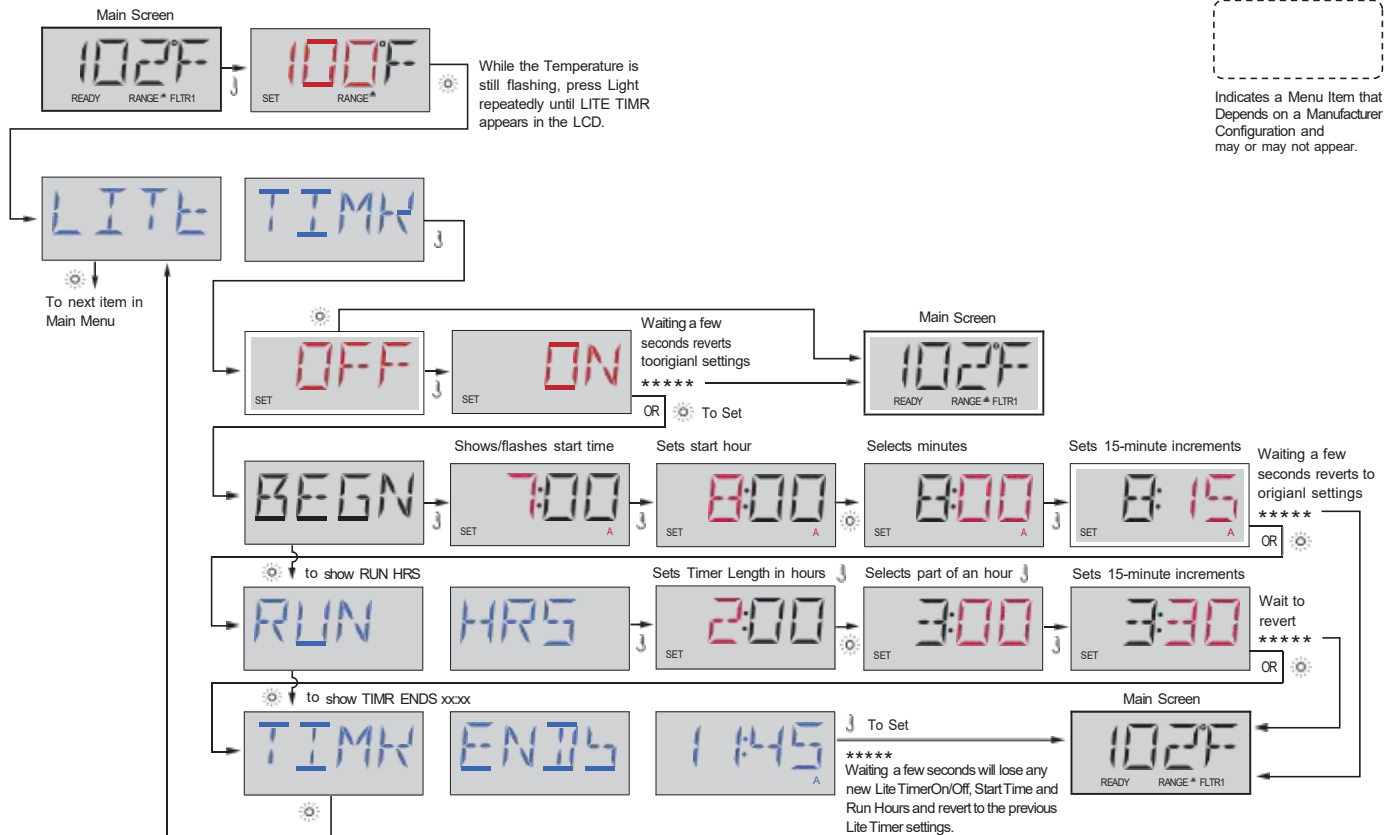 Main Screen
102°F
READY RANGE FLTR1
100°F
SET RANGE
While the Temperature is
still flashing, press Light
repeatedly until LITE TIMR
appears in the LCD.
Indicates a Menu Item that
Depends on a Manufacturer
Configuration and
may or may not appear.
LITE
TIMR
To next item in
Main Menu
OFF
SET
ON
SET
Waiting a few
seconds reverts
toorigianl settings
*****
OR To Set
Main Screen
102°F
READY RANGE FLTR1
BEGN
Shows/flashes start time
7:00
SET A
Sets start hour
8:00
SET A
Selects minutes
8:00
SET A
Sets 15-minute increments
8:15
SET A
Waiting a few
seconds reverts to
origianl settings
*****
OR
to show RUN HRS
RUN
HRS
Sets Timer Length in hours
2:00
SET
Selects part of an hour
3:00
SET
Sets 15-minute increments
3:30
SET
Wait to
revert
*****
OR
to show TIMR ENDS xx:xx
TIMR
ENDS
11:45
A
To Set
*****
Waiting a few seconds will lose any
new Lite TimerOn/Off, Start Time and
Run Hours and revert to the previous
Lite Timer settings.
Main Screen
102°F
READY RANGE FLTR1